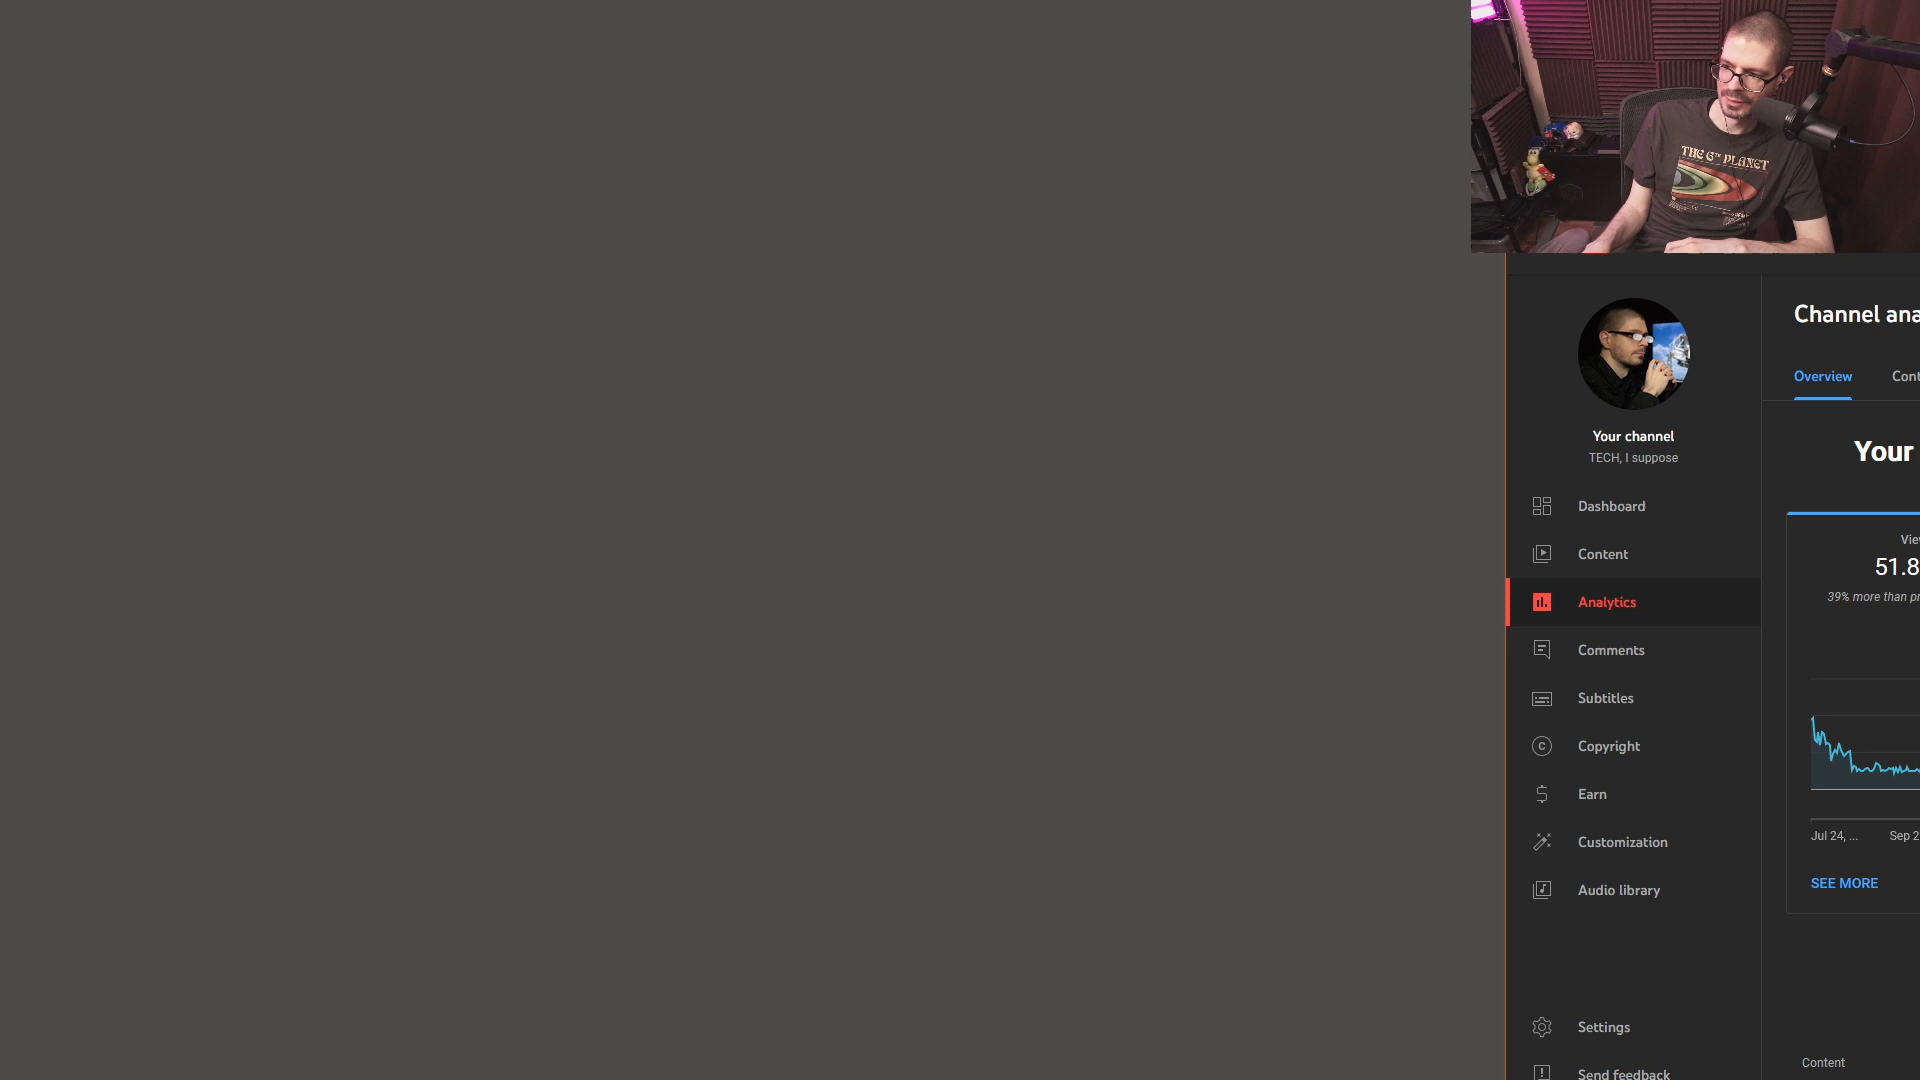 THE 6TH PLANET
Channel ana
Overview
Cont
Your
Your channel
TECH, I suppose
Dashboard
Content
Analytics
Comments
Subtitles
Copyright
Earn
Customization
Audio library
Settings
Send feedback
Vie
51.8
39% more than pr
Jul 24, ...
Sep 2
SEE MORE
Content